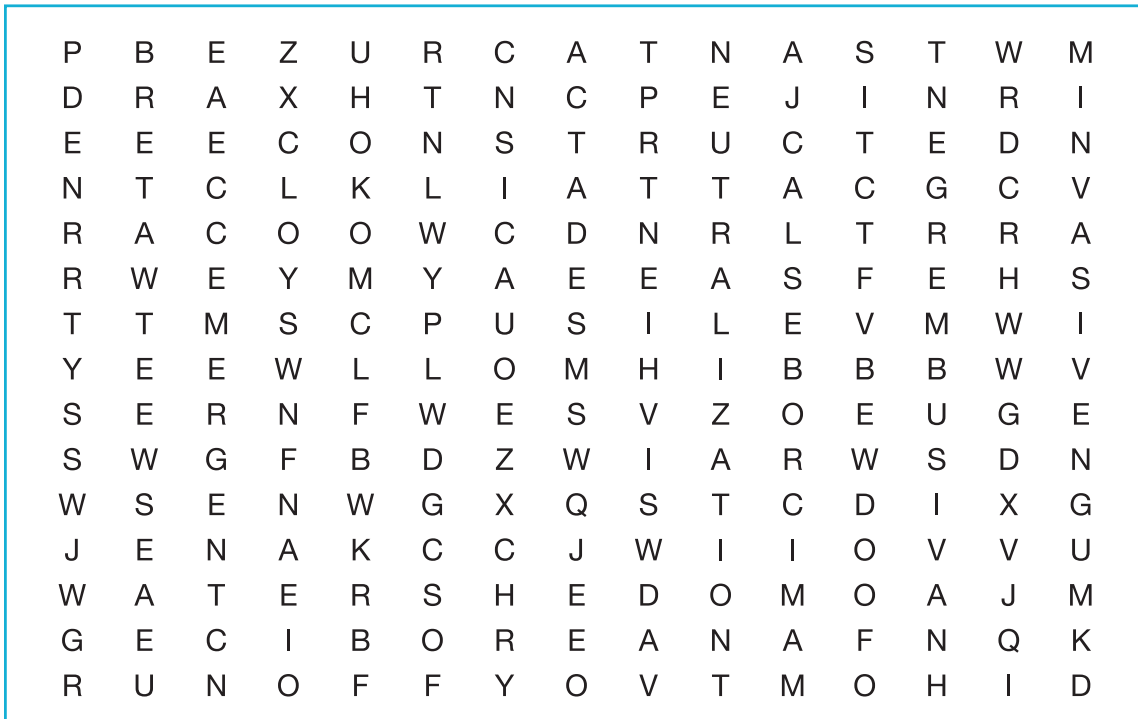 P B E Z U R C A T N A S T W M
D R A X H T N C P E J I N R I
E E E C O N S T R U C T E D N
N T C L K L I A T T A C G C V
R A C O O W C D N R L T R R A
R W E Y M Y A E E A S F E H S
T T M S C P U S I L E V M W I
Y E E W L L O M H I B B B W V
S E R N F W E S V Z O E U G E
S W G F B D Z W I A R W S D N
W S E N W G X Q S T C D I X G
J E N A K C C J W I I O V V U
W A T E R S H E D O M O A J M
G E C I B O R E A N A F N Q K
R U N O F F Y O V T M O H I D